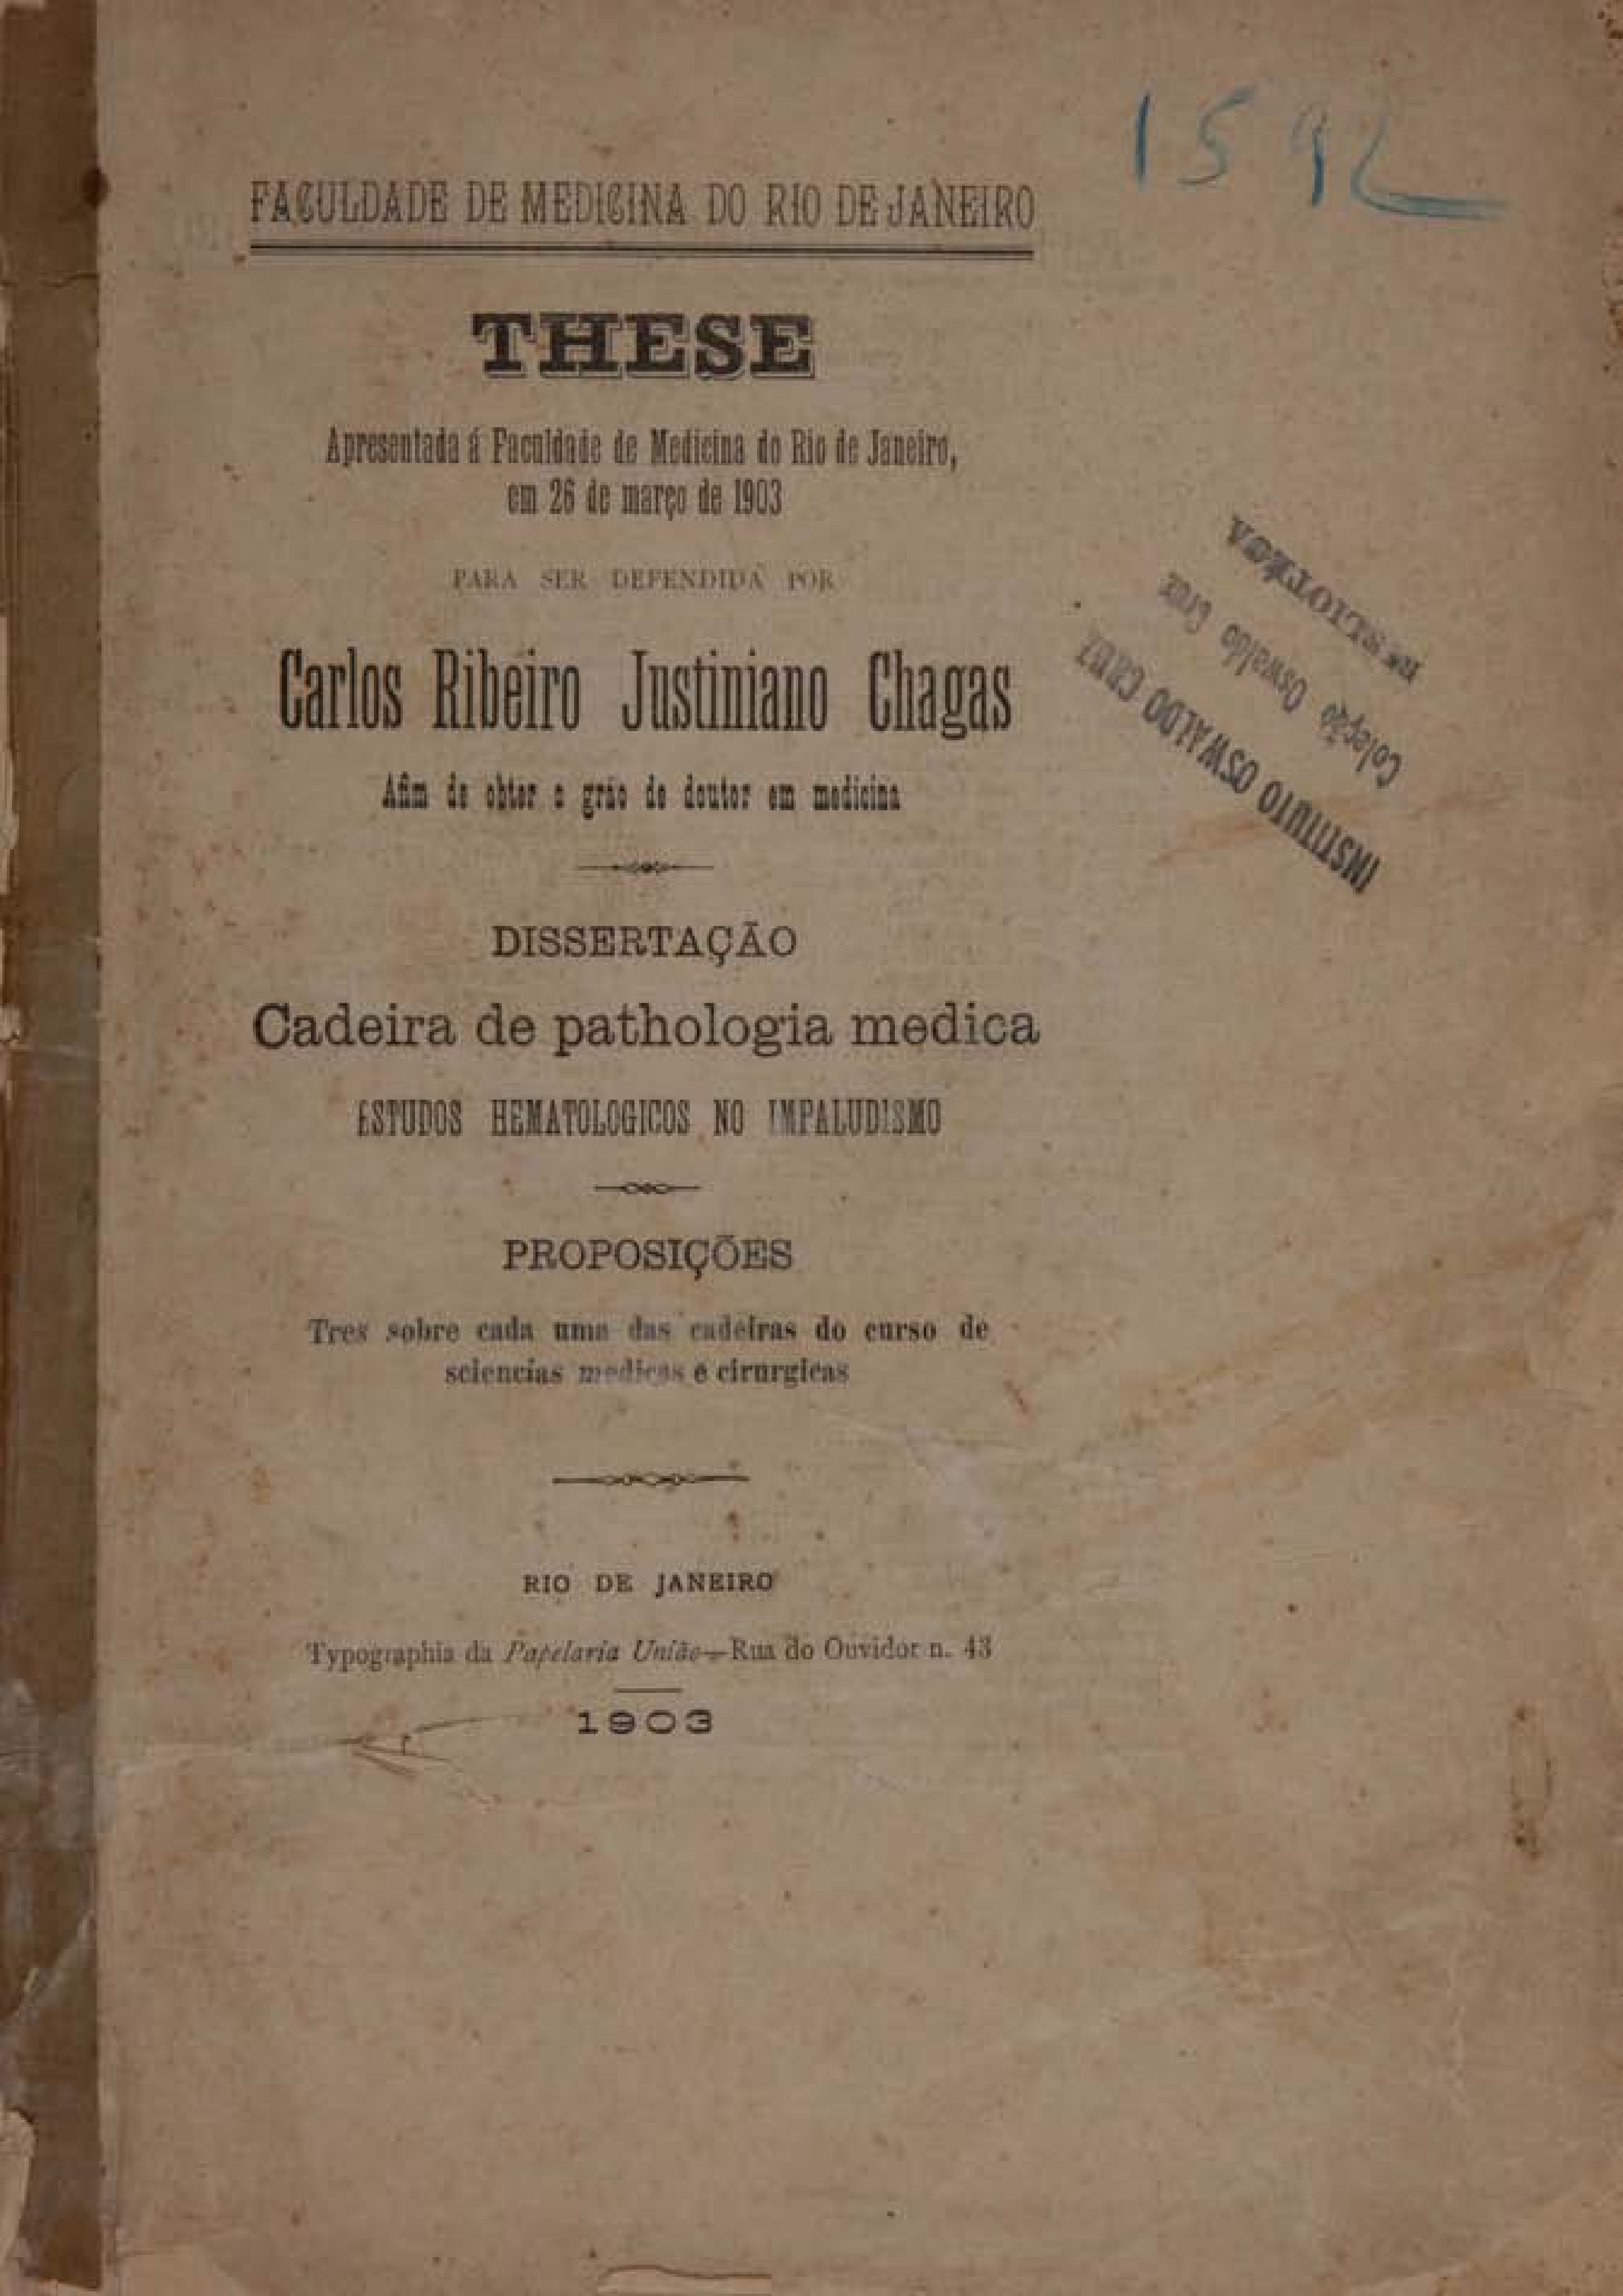 1592
FACULDADE DE MEDICINA DO RIO DE JANEIRO
THESE
Apresentada á Faculdade de Medicina do Rio de Janeiro,
em 26 de março de 1903
PARA SER DEFENDIDA POR
Carlos Ribeiro Justiniano Chagas
Afim de obter o gráo de doutor em medicina
DISSERTAÇÃO
Cadeira de pathologia medica
ESTUDOS HEMATOLOGICOS NO IMPALUDISMO
PROPOSIÇÕES
Tres sobre cada uma das cadeiras do curso de
sciencias medicas e cirurgicas
RIO DE JANEIRO
Typographia da Papelaria União—Rua do Ouvidor n. 43
1903
INSTITUTO OSWALDO CRUZ
Coleção Oswaldo Cruz
BIBLIOTÉCA